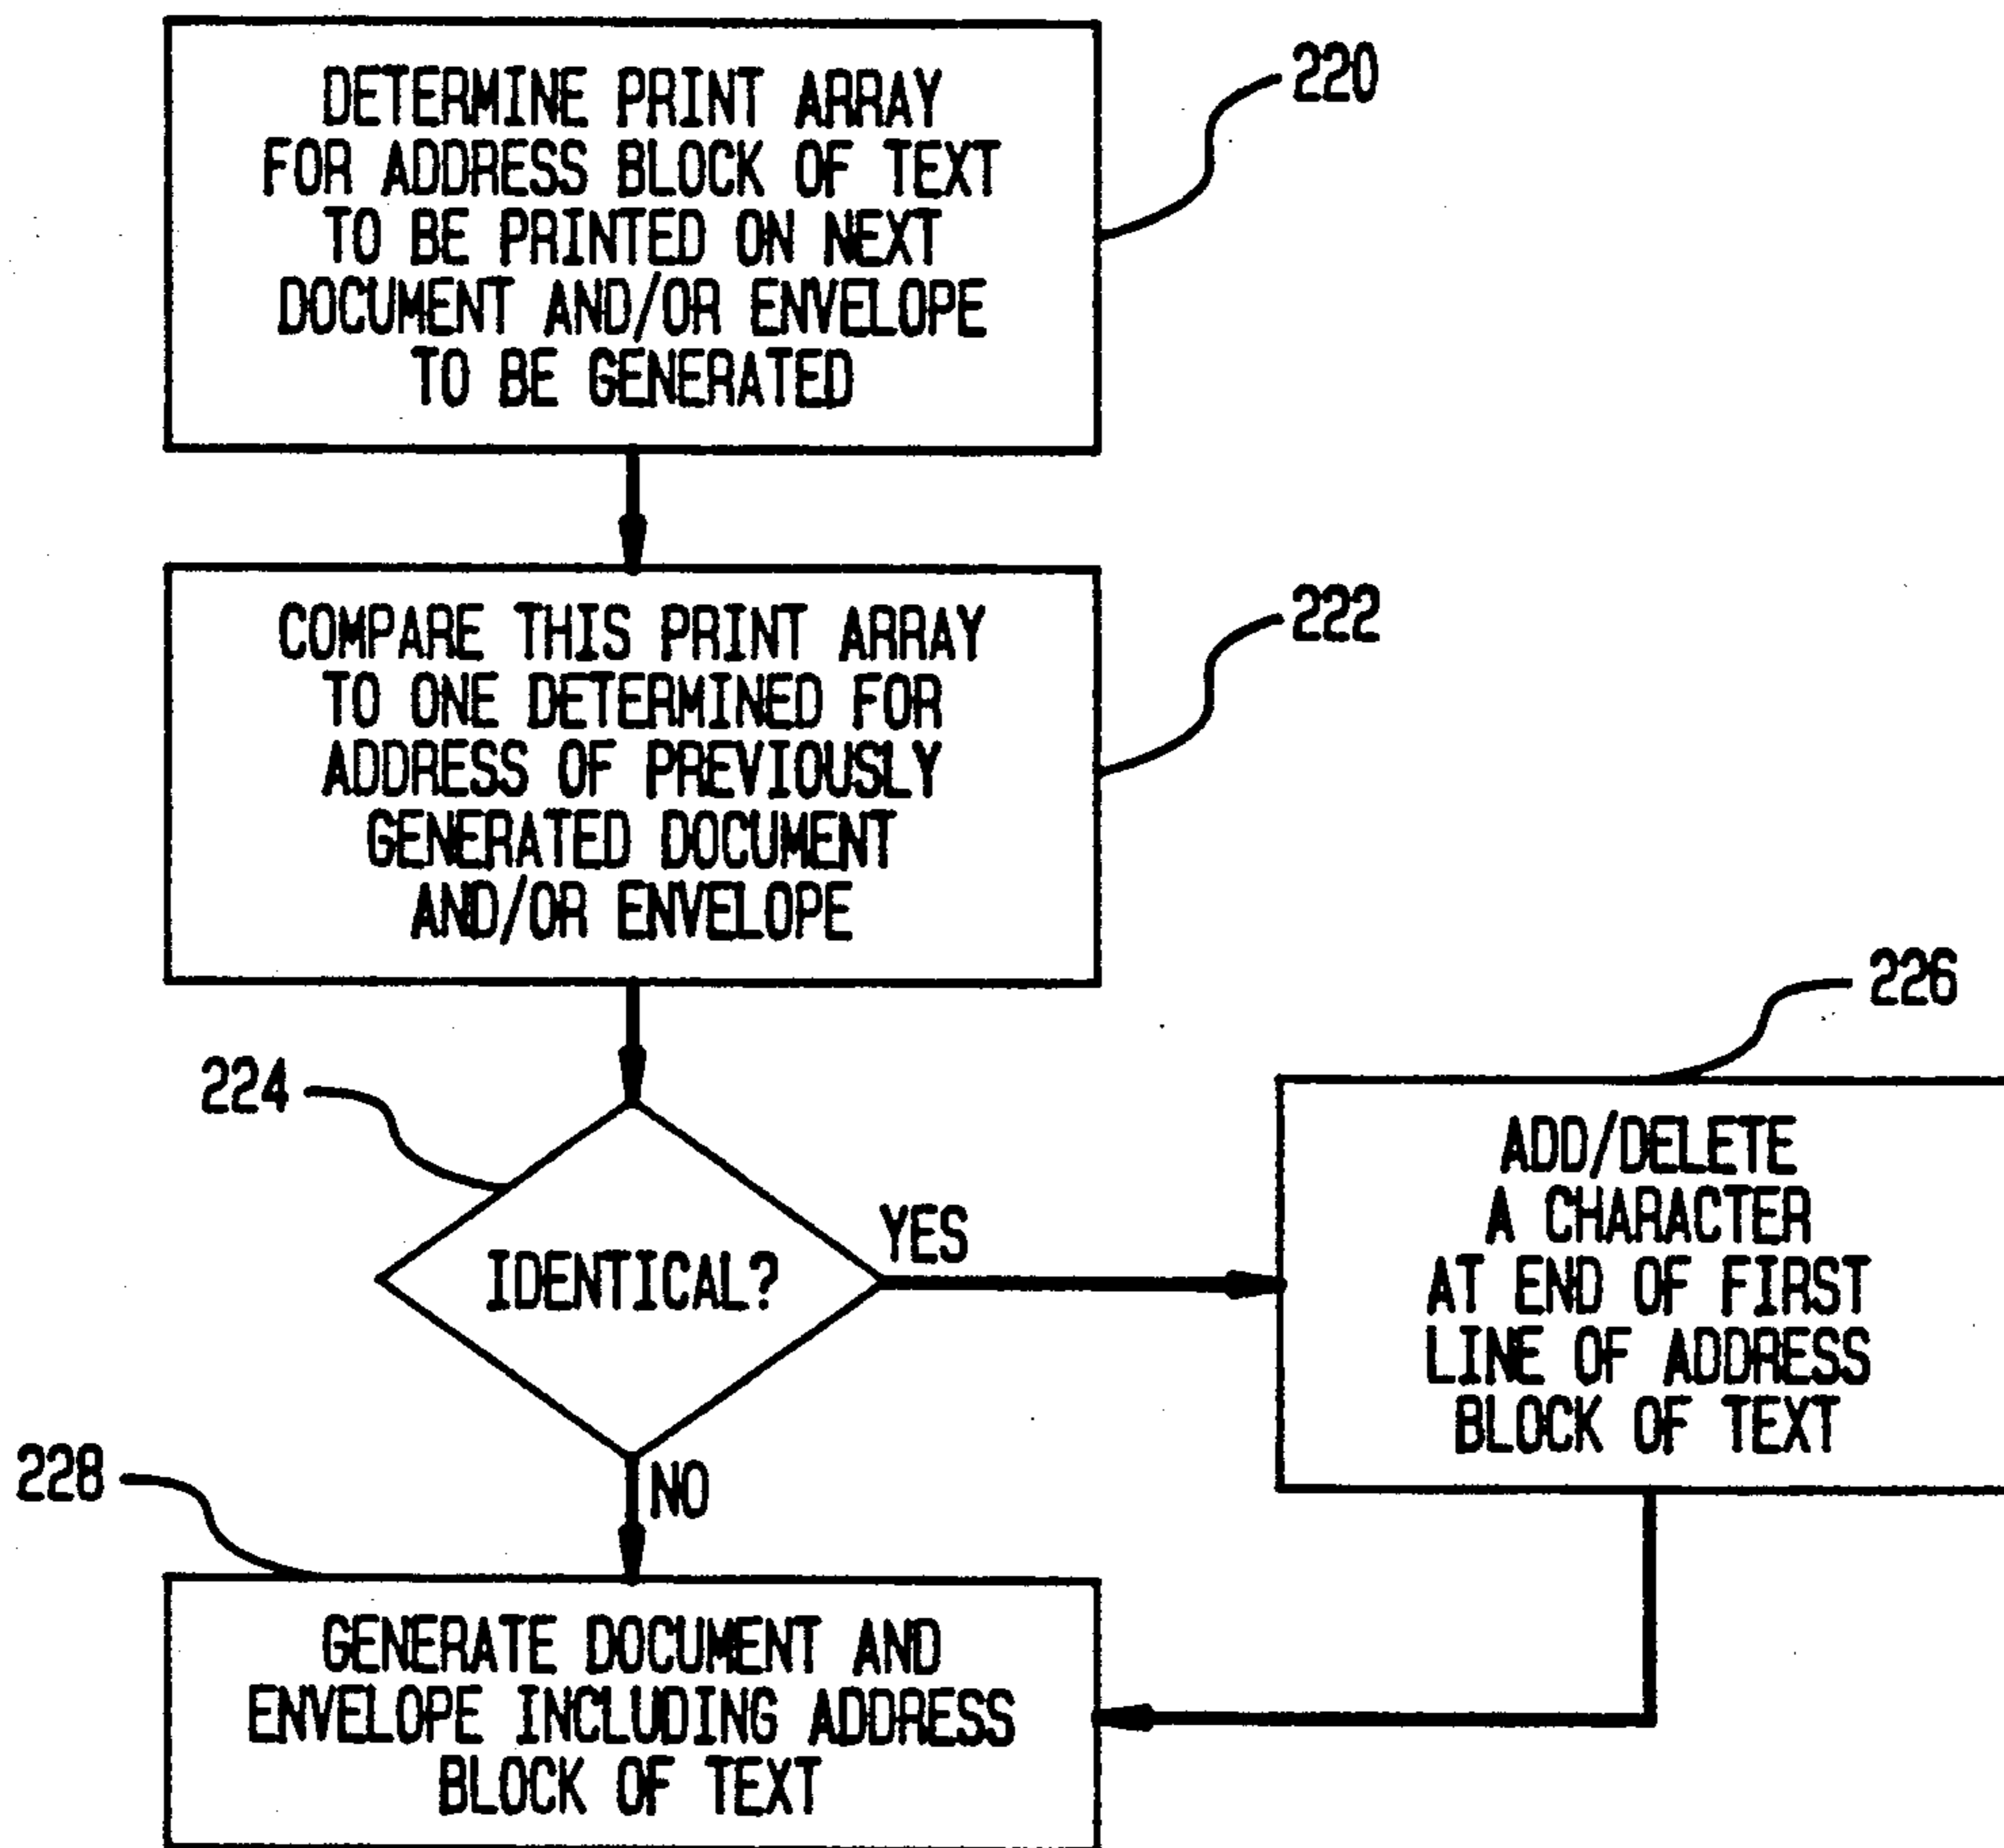 DETERMINE PRINT ARRAY
FOR ADDRESS BLOCK OF TEXT
TO BE PRINTED ON NEXT
DOCUMENT AND/OR ENVELOPE
TO BE GENERATED
220
COMPARE THIS PRINT ARRAY
TO ONE DETERMINED FOR
ADDRESS OF PREVIOUSLY
GENERATED DOCUMENT
AND/OR ENVELOPE
222
224
IDENTICAL?
YES
NO
226
ADD/DELETE
A CHARACTER
AT END OF FIRST
LINE OF ADDRESS
BLOCK OF TEXT
228
GENERATE DOCUMENT AND
ENVELOPE INCLUDING ADDRESS
BLOCK OF TEXT